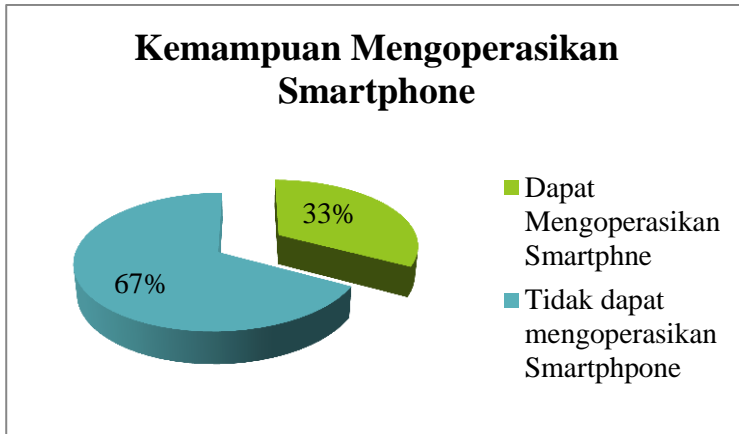 Kemampuan Mengoperasikan
Smartphone
33%
67%
Dapat
Mengoperasikan
Smartphne
Tidak dapat
mengoperasikan
Smartphpone